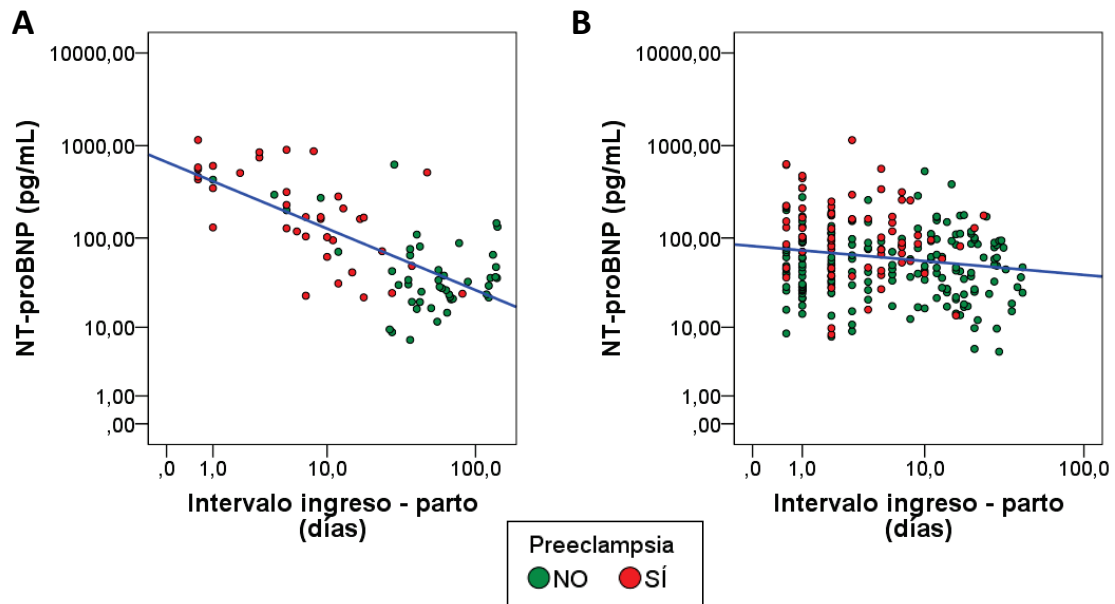 A
B
10000,00
1000,00
100,00
10,00
1,00
,00
NT-proBNP (pg/mL)
,0
1,0
10,0
100,0
Intervalo ingreso - parto
(días)
10000,00
1000,00
100,00
10,00
1,00
,00
NT-proBNP (pg/mL)
,0
1,0
10,0
100,0
Intervalo ingreso - parto
(días)
Preeclampsia
NO SÍ